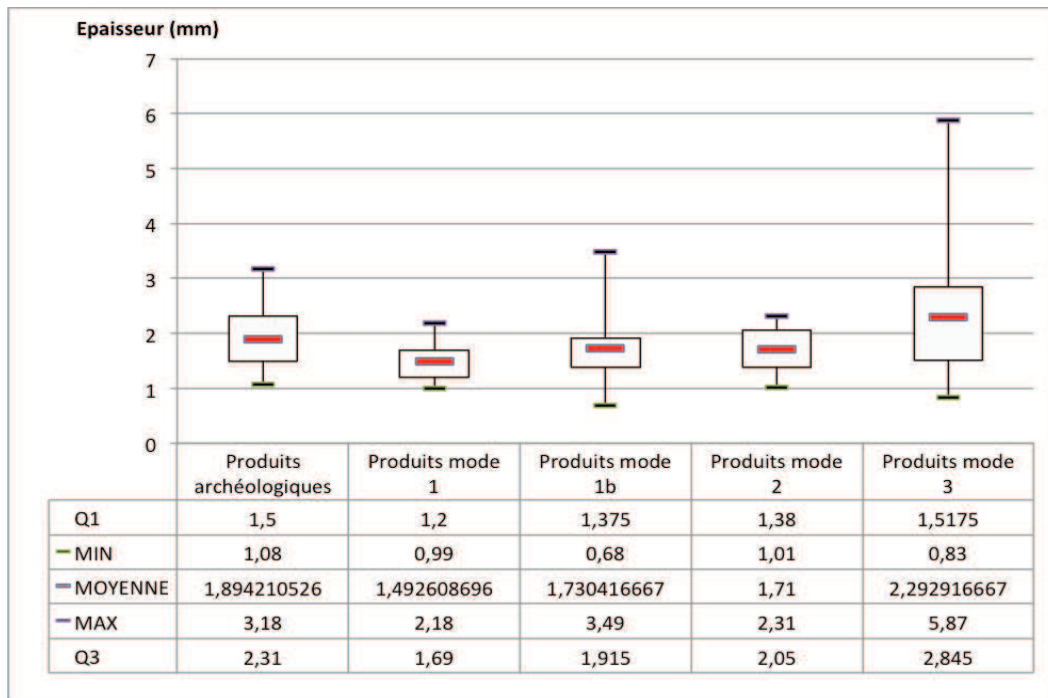 Epaisseur (mm)
7
6
5
4
3
2
1
0
Produits archéologiques Produits mode 1 Produits mode 1b Produits mode 2 Produits mode 3
Q1 1,5 1,2 1,375 1,38 1,5175
MIN 1,08 0,99 0,68 1,01 0,83
MOYENNE 1,894210526 1,492608696 1,730416667 1,71 2,292916667
MAX 3,18 2,18 3,49 2,31 5,87
Q3 2,31 1,69 1,915 2,05 2,845